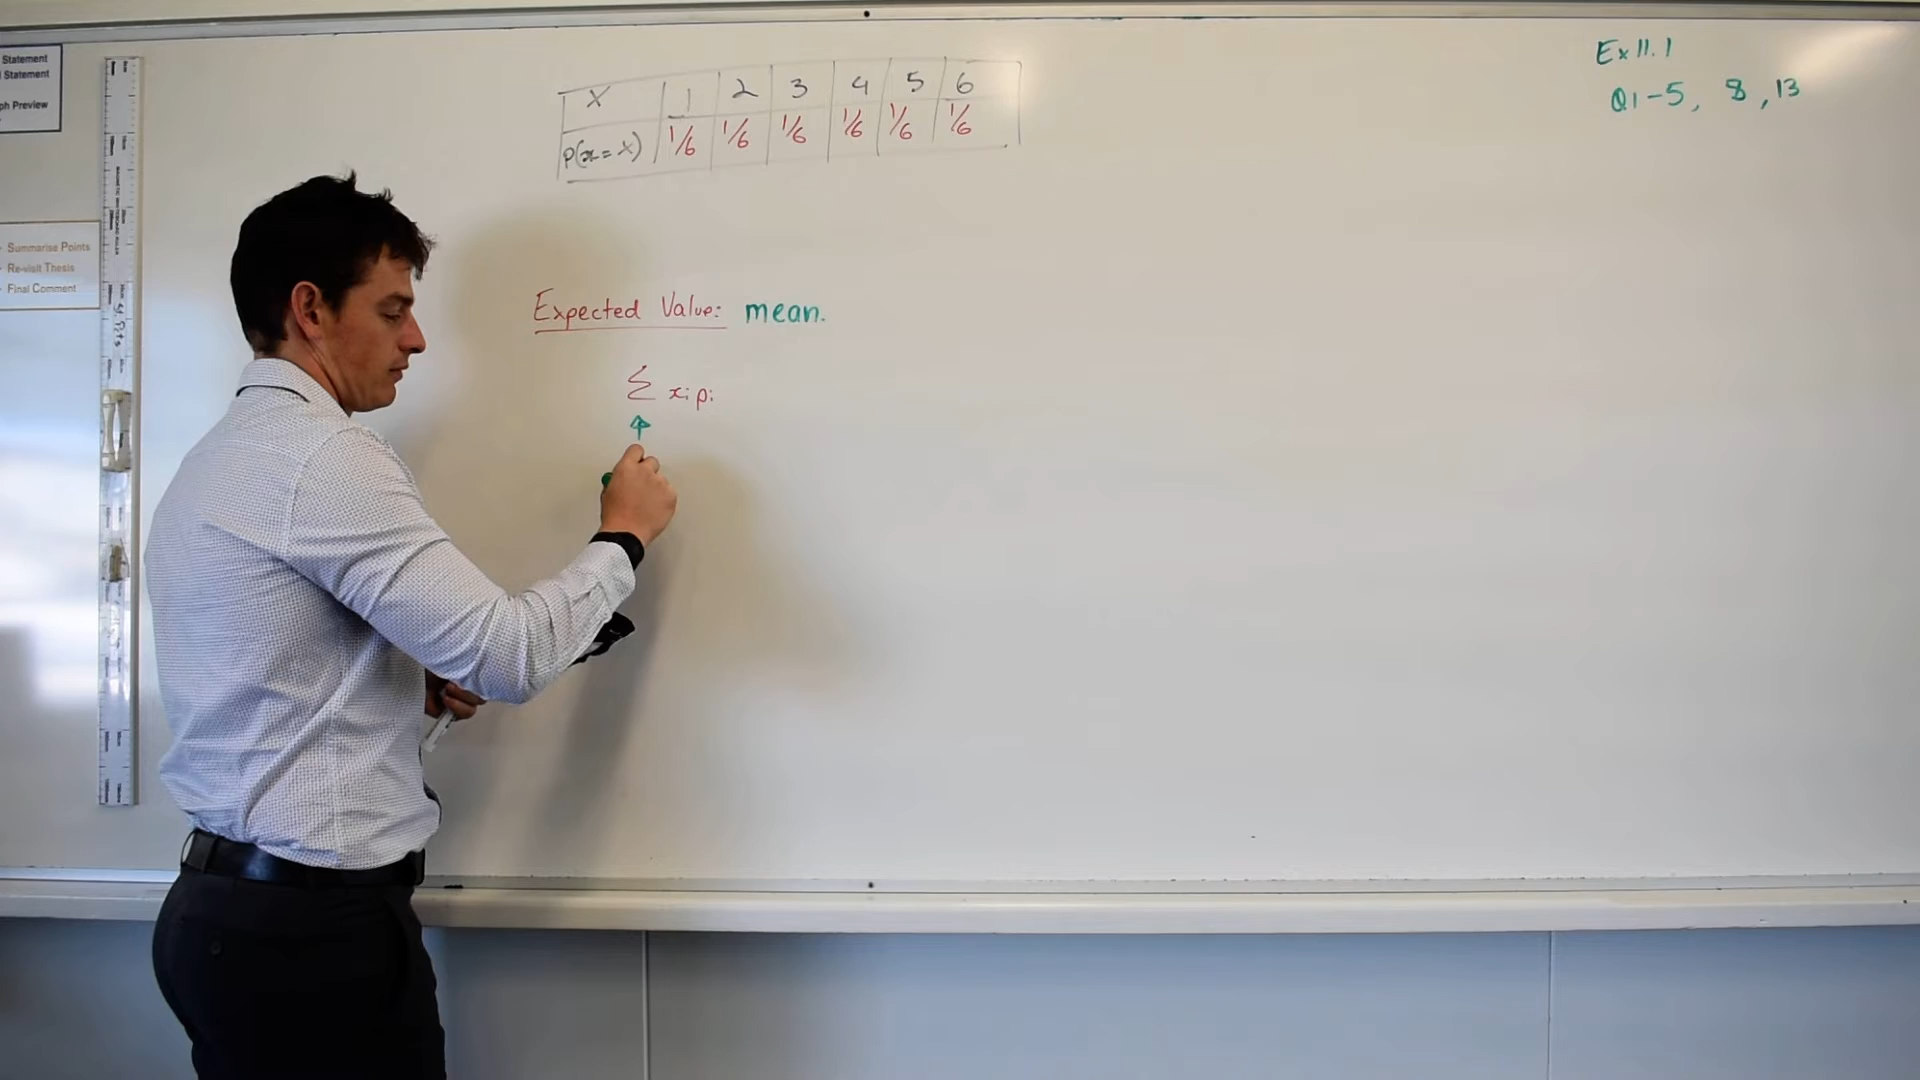 Statement
Statement
ph Preview
Summarise Points
Re-visit Thesis
Final Comment
X 1 2 3 4 5 6
P(x=X) 1/6 1/6 1/6 1/6 1/6 1/6
Expected Value: mean.
Σ xipi
Ex 11.1
Q1-5, 8, 13